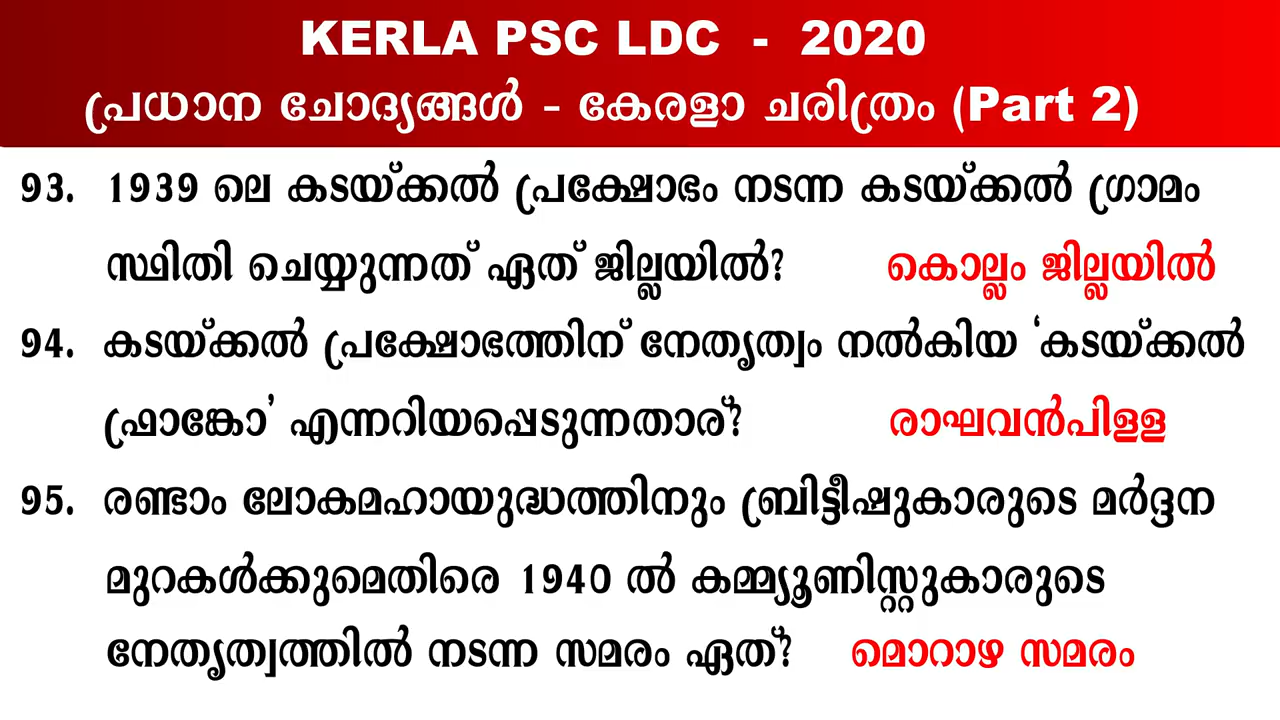 KERLA PSC LDC - 2020
പ്രധാന ചോദ്യങ്ങൾ - കേരളാ ചരിത്രം (Part 2)
93. 1939 ലെ കടയ്ക്കൽ പ്രക്ഷോഭം നടന്ന കടയ്ക്കൽ ഗ്രാമം
സ്ഥിതി ചെയ്യുന്നത് ഏത് ജില്ലയിൽ? കൊല്ലം ജില്ലയിൽ
94. കടയ്ക്കൽ പ്രക്ഷോഭത്തിന് നേതൃത്വം നൽകിയ 'കടയ്ക്കൽ
ഫ്രാങ്കോ' എന്നറിയപ്പെടുന്നതാര്? രാഘവൻപിളള
95. രണ്ടാം ലോകമഹായുദ്ധത്തിനും ബ്രിട്ടീഷുകാരുടെ മർദ്ദന
മുറകൾക്കുമെതിരെ 1940 ൽ കമ്മ്യൂണിസ്റ്റുകാരുടെ
നേതൃത്വത്തിൽ നടന്ന സമരം ഏത്? മൊറാഴ സമരം